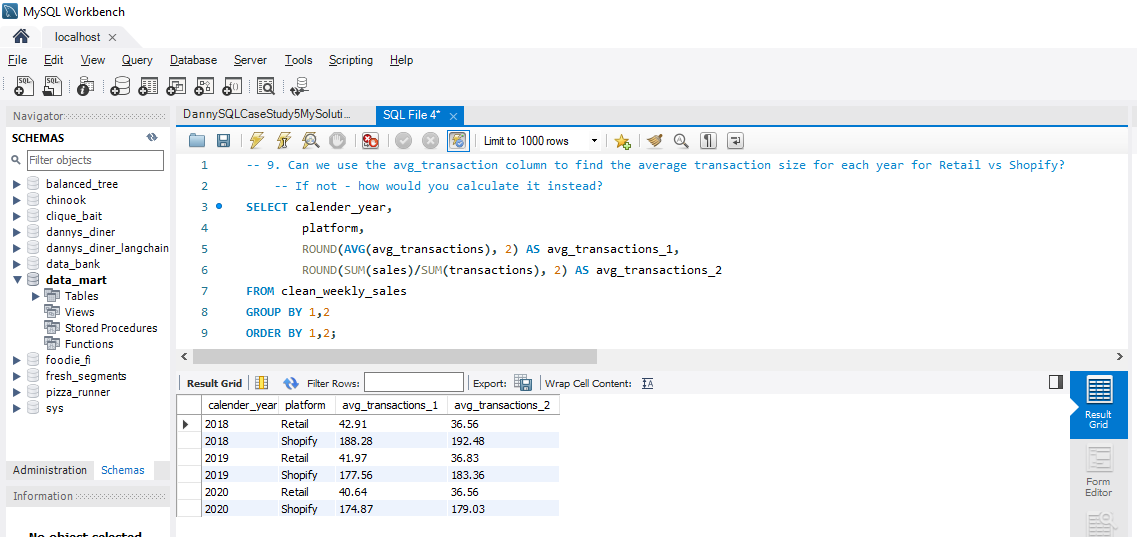 MySQL Workbench
localhost
File Edit View Query Database Server Tools Scripting Help
Navigator
SCHEMAS
Filter objects
balanced_tree
chinook
clique_bait
dannys_diner
dannys_diner_langchain
data_bank
data_mart
Tables
Views
Stored Procedures
Functions
foodie_fi
fresh_segments
pizza_runner
sys
Administration Schemas
Information
No object selected
DannySQLCaseStudy5MySoluti... SQL File 4*
Limit to 1000 rows
1 -- 9. Can we use the avg_transaction column to find the average transaction size for each year for Retail vs Shopify?
2 -- If not - how would you calculate it instead?
3 SELECT calender_year,
4 platform,
5 ROUND(AVG(avg_transactions), 2) AS avg_transactions_1,
6 ROUND(SUM(sales)/SUM(transactions), 2) AS avg_transactions_2
7 FROM clean_weekly_sales
8 GROUP BY 1,2
9 ORDER BY 1,2;
Result Grid Filter Rows: Export: Wrap Cell Content:
calender_year platform avg_transactions_1 avg_transactions_2
2018 Retail 42.91 36.56
2018 Shopify 188.28 192.48
2019 Retail 41.97 36.83
2019 Shopify 177.56 183.36
2020 Retail 40.64 36.56
2020 Shopify 174.87 179.03
Result
Grid
Form
Editor